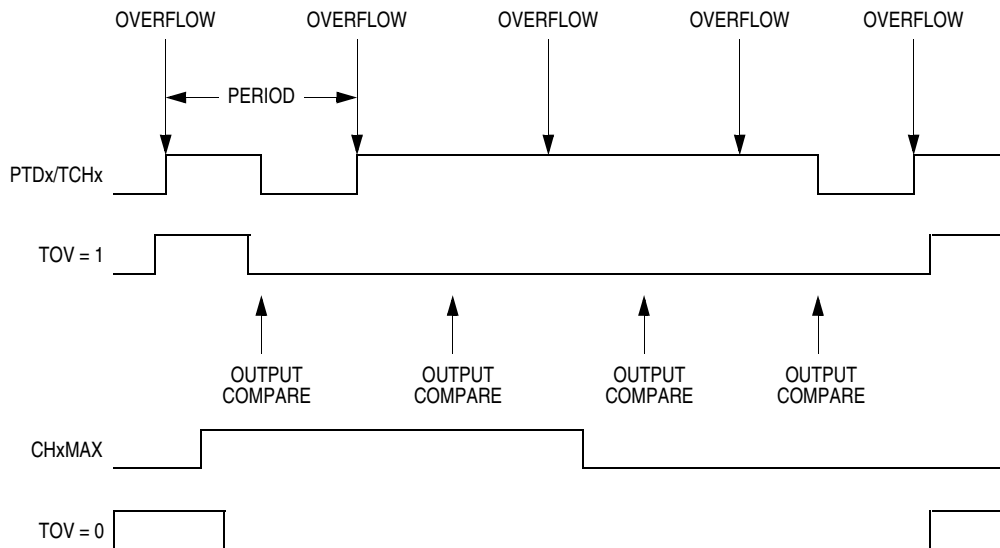 OVERFLOW OVERFLOW OVERFLOW OVERFLOW OVERFLOW
PERIOD
PTDx/TCHx
TOV = 1
OUTPUT OUTPUT OUTPUT OUTPUT
COMPARE COMPARE COMPARE COMPARE
CHxMAX
TOV = 0